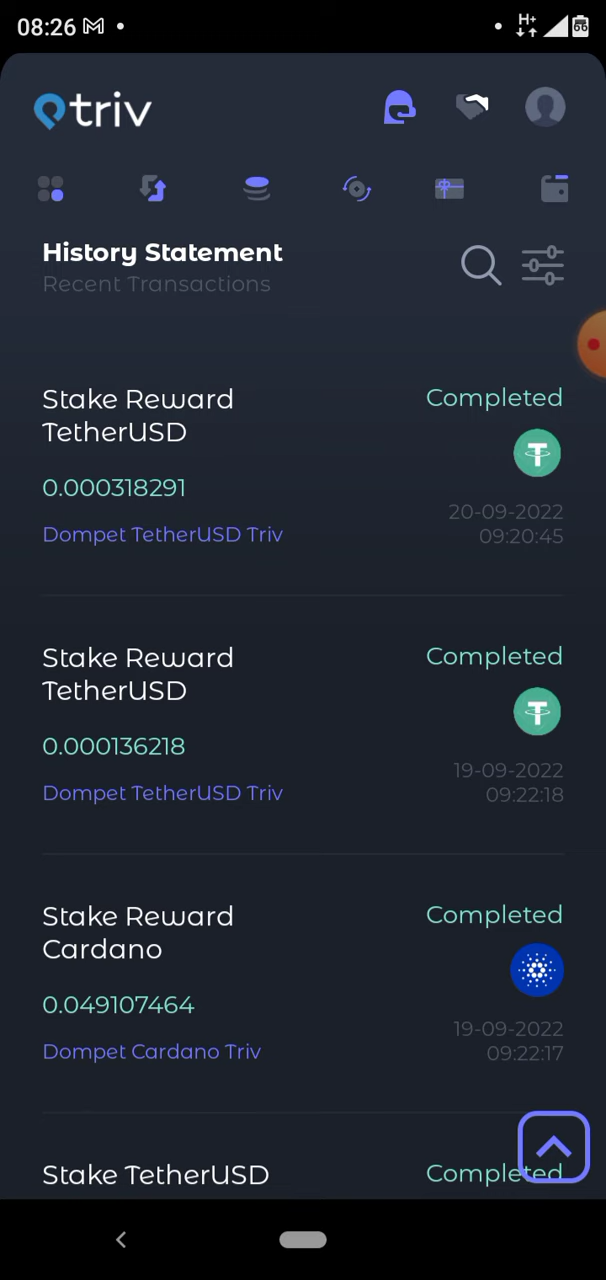 08:26
H+
66
triv
History Statement
Recent Transactions
Stake Reward
TetherUSD
Completed
0.000318291
Dompet TetherUSD Triv
20-09-2022
09:20:45
Stake Reward
TetherUSD
Completed
0.000136218
Dompet TetherUSD Triv
19-09-2022
09:22:18
Stake Reward
Cardano
Completed
0.049107464
Dompet Cardano Triv
19-09-2022
09:22:17
Stake TetherUSD
Completed